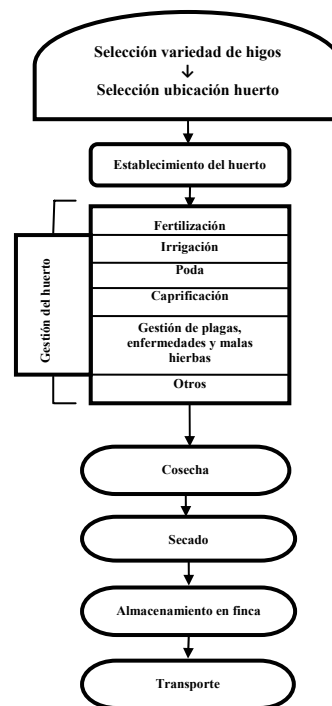 Selección variedad de higos
↓
Selección ubicación huerto
Establecimiento del huerto
Gestión del huerto
Fertilización
Irrigación
Poda
Caprificación
Gestión de plagas,
enfermedades y malas
hierbas
Otros
Cosecha
Secado
Almacenamiento en finca
Transporte